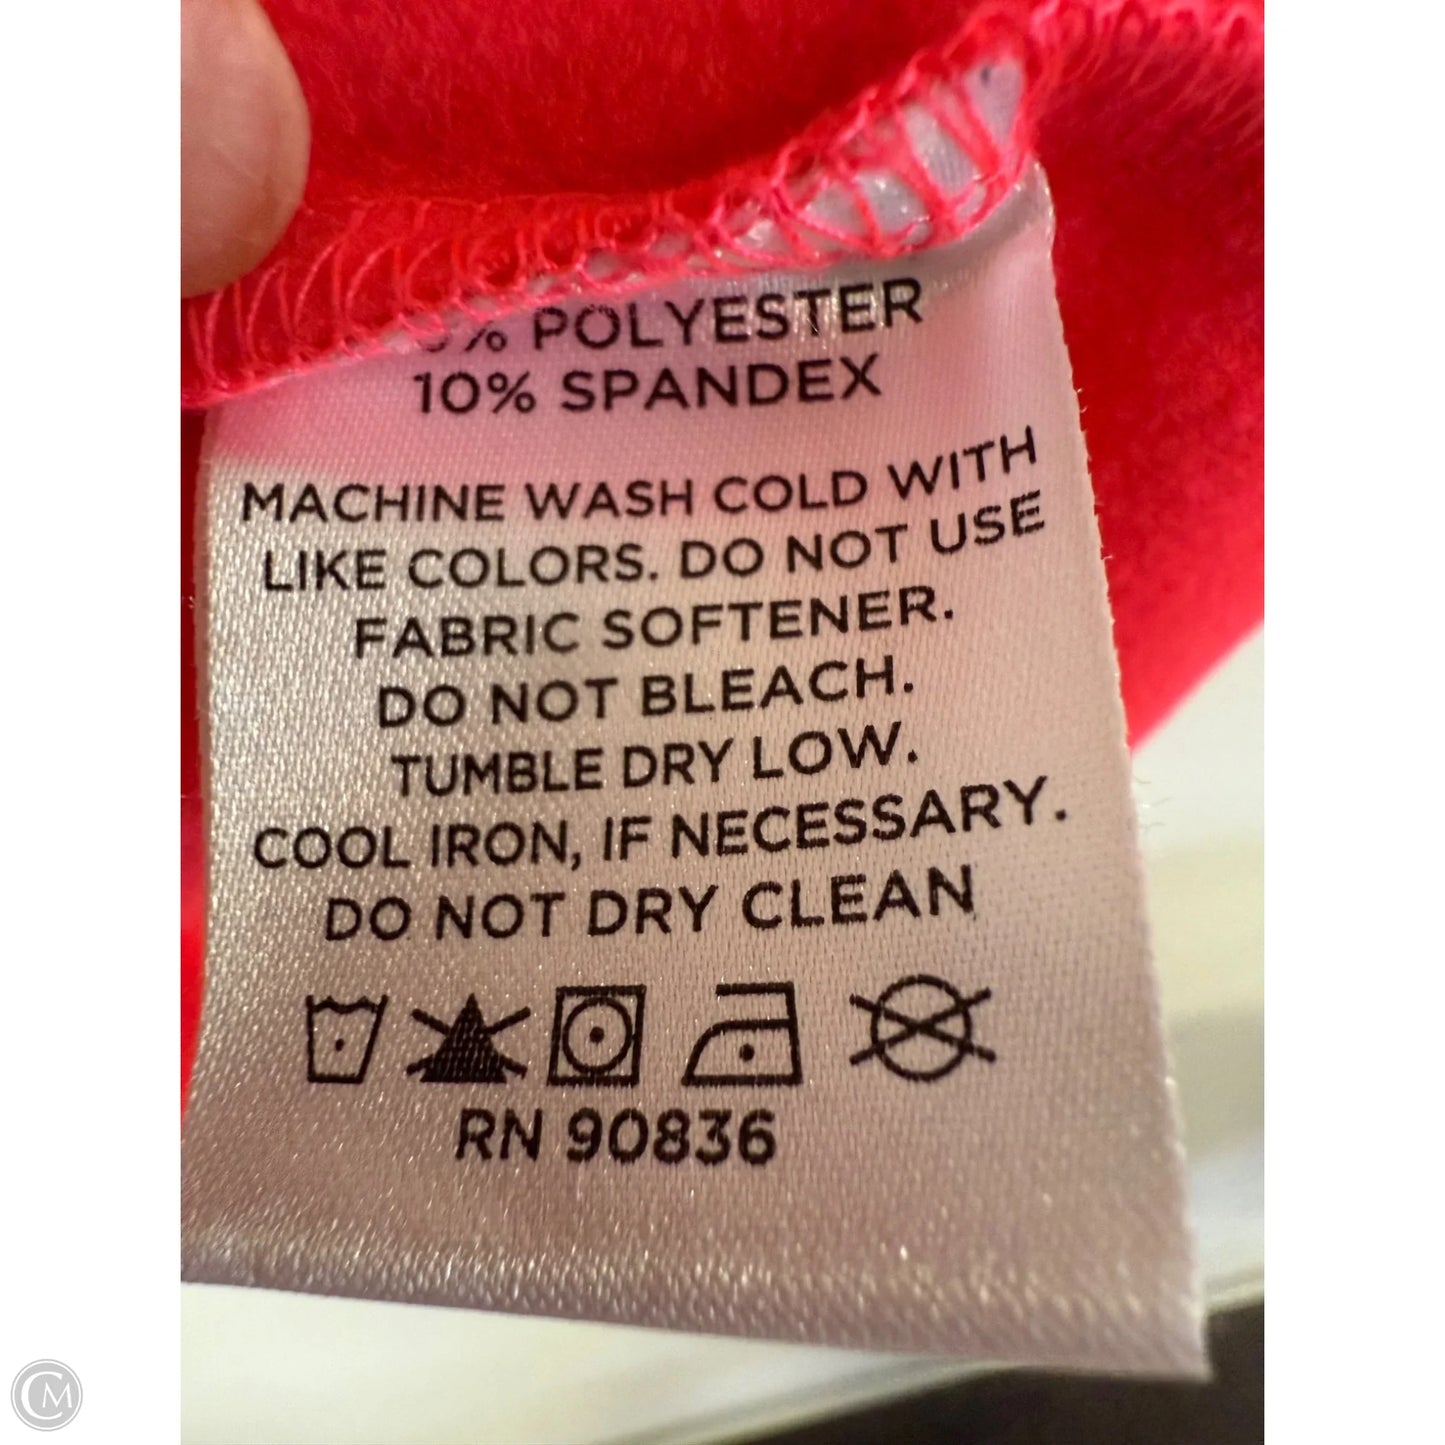 % POLYESTER
10% SPANDEX
MACHINE WASH COLD WITH
LIKE COLORS. DO NOT USE
FABRIC SOFTENER.
DO NOT BLEACH.
TUMBLE DRY LOW.
COOL IRON, IF NECESSARY.
DO NOT DRY CLEAN
RN 90836
CM